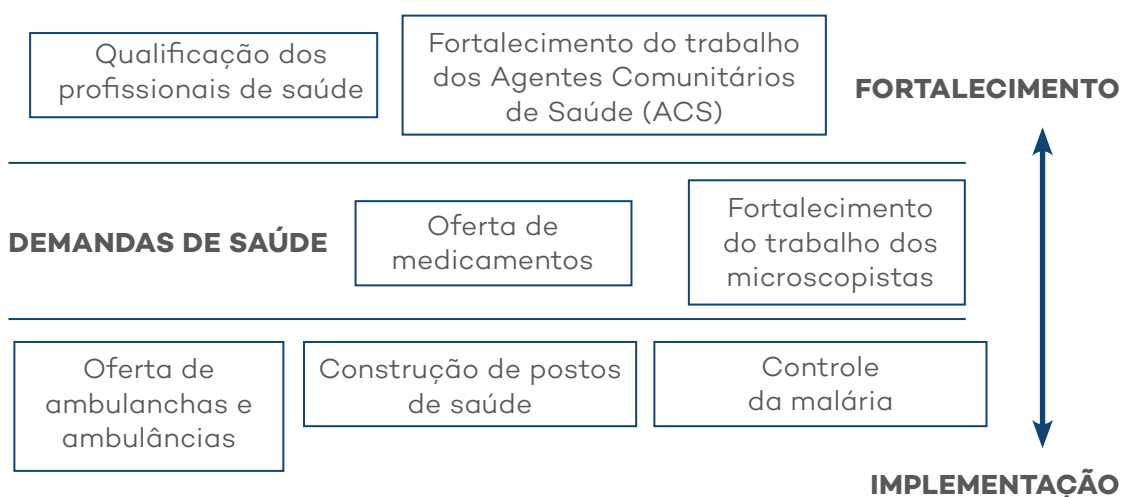 Qualificação dos
profissionais de saúde
Fortalecimento do trabalho
dos Agentes Comunitários
de Saúde (ACS)
FORTALECIMENTO
DEMANDAS DE SAÚDE
Oferta de
medicamentos
Fortalecimento
do trabalho dos
microscopistas
Oferta de
ambulanchas e
ambulâncias
Construção de postos
de saúde
Controle
da malária
IMPLEMENTAÇÃO